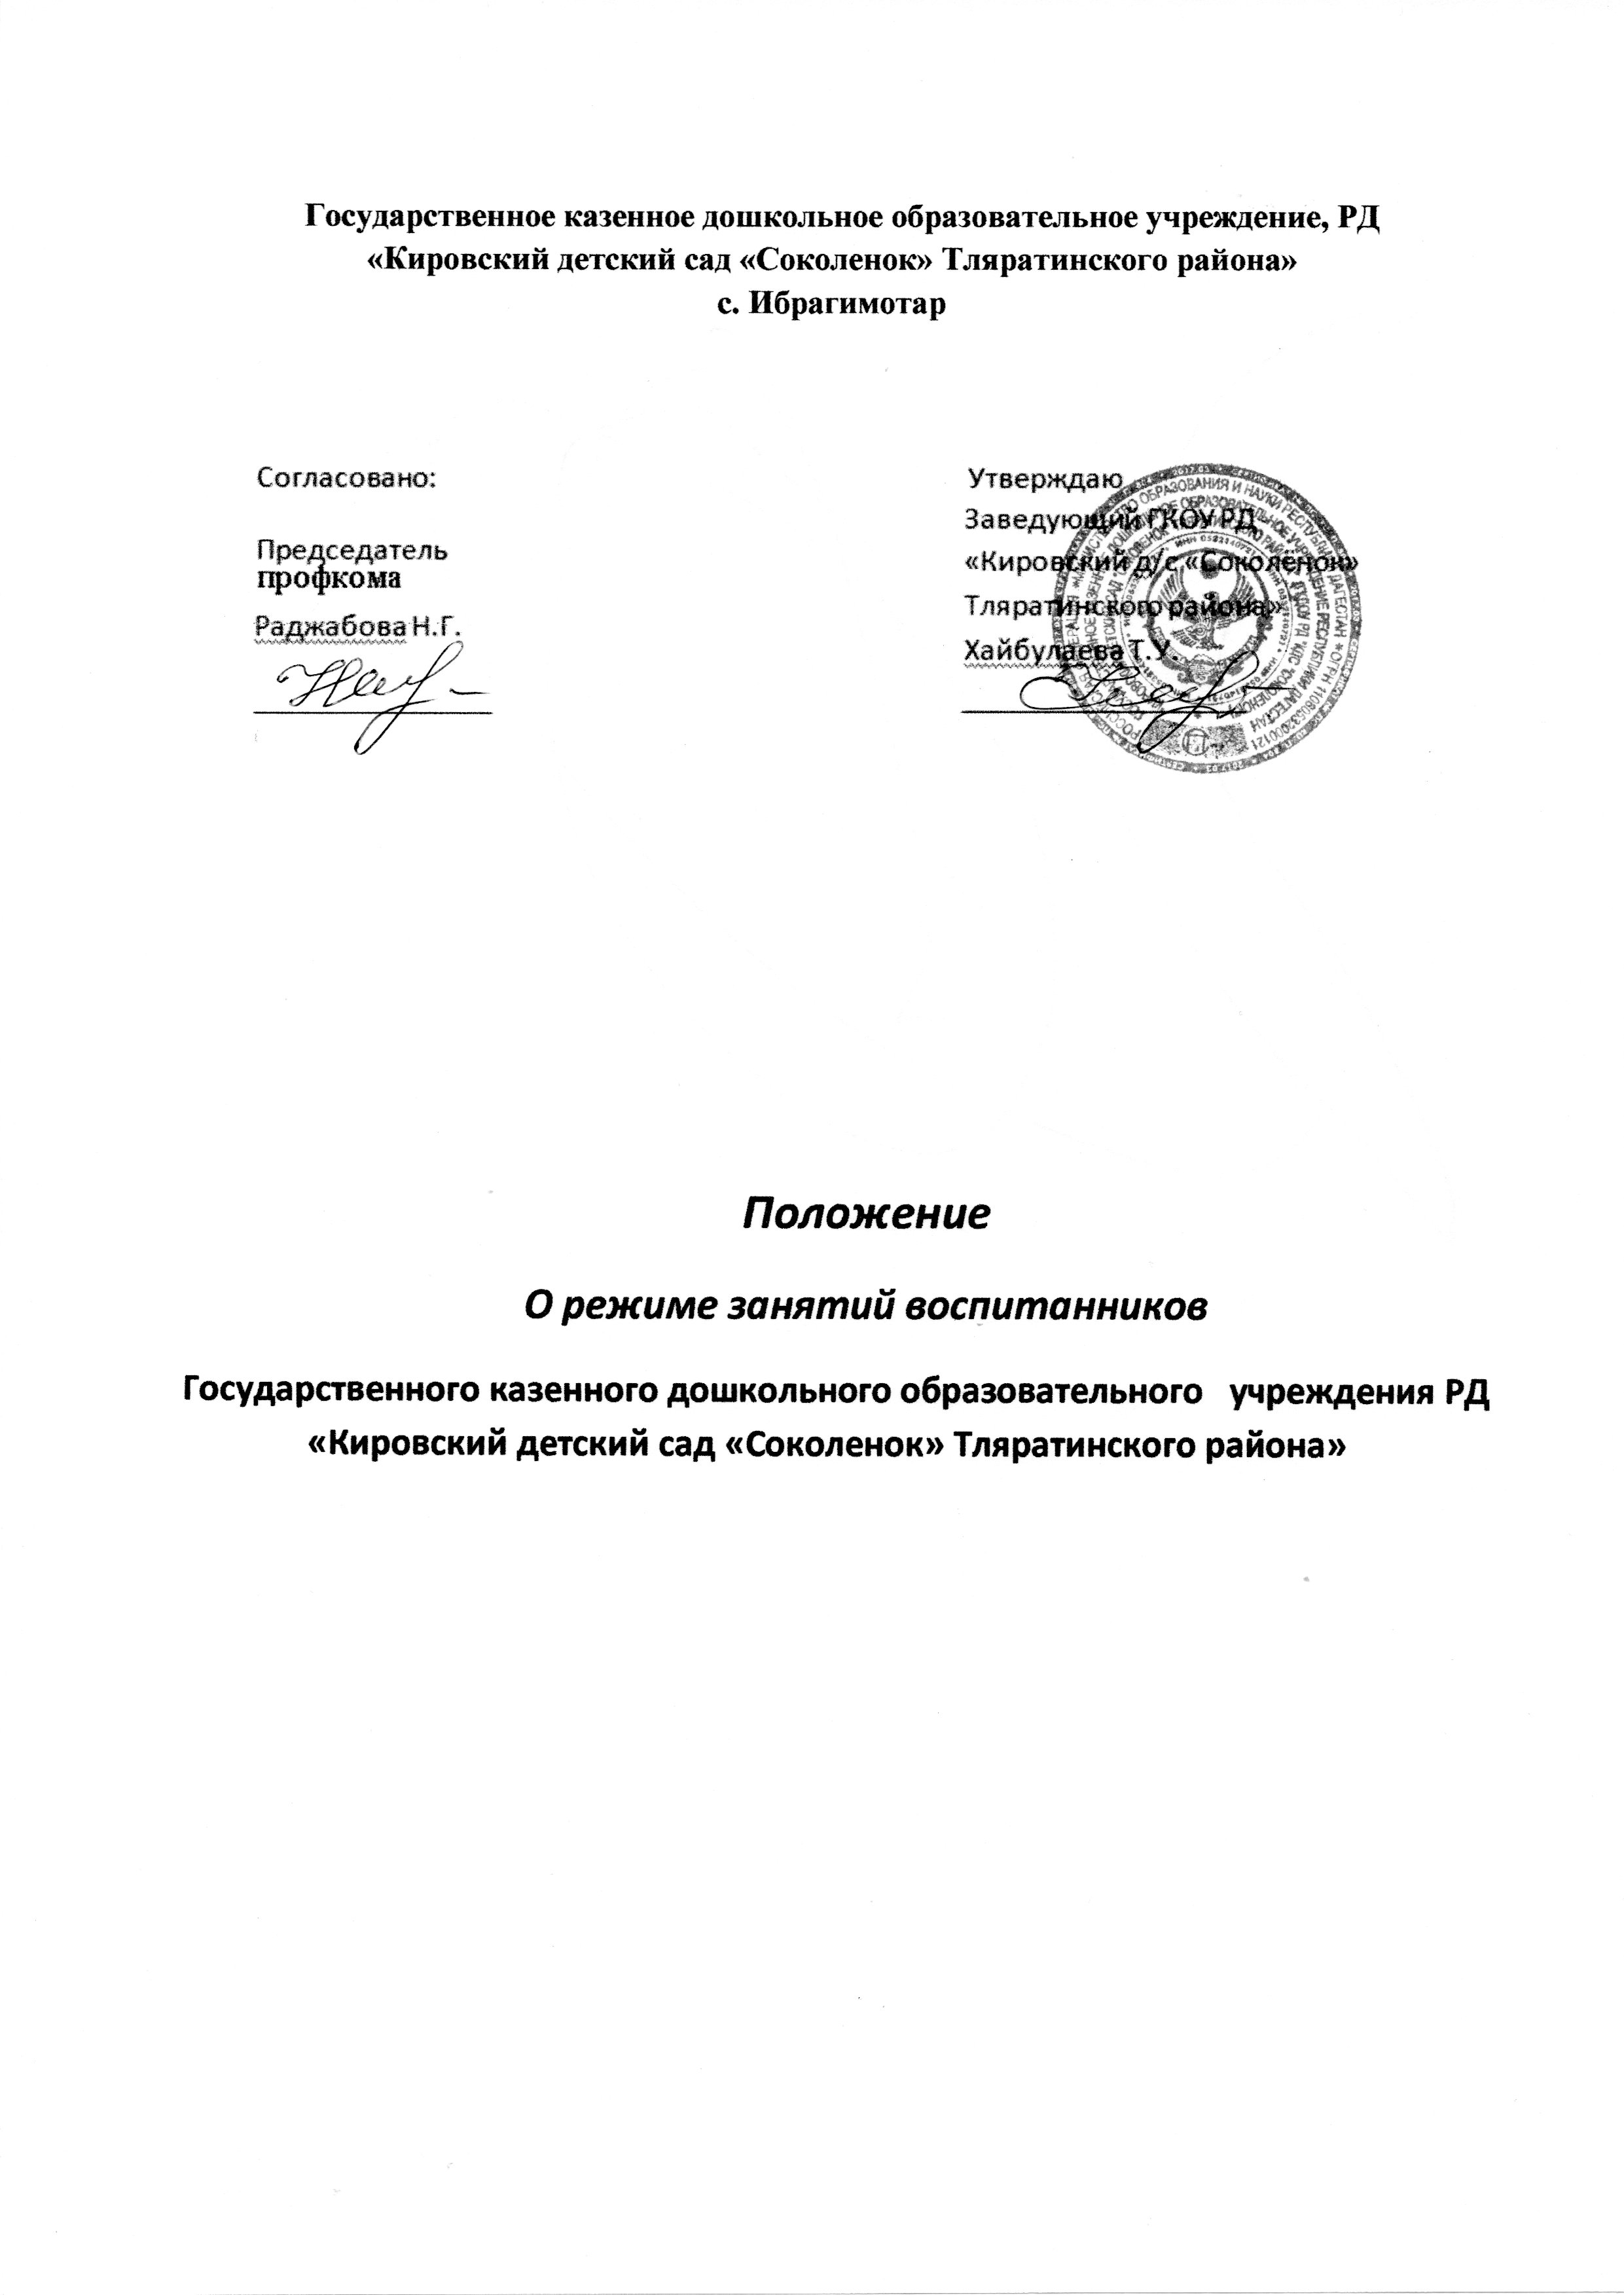 Государственное казенное дошкольное образовательное учреждение, РД
«Кировский детский сад «Соколенок» Тляратинского района»
с. Ибрагимотар
Согласовано:
Председатель
профкома
Раджабова Н.Г.
Утверждаю
Заведующий ГКОУ РД
«Кировский д/с «Соколенок»
Тляратинского района»
Хайбулаева Т.У.
Положение
О режиме занятий воспитанников
Государственного казенного дошкольного образовательного учреждения РД
«Кировский детский сад «Соколенок» Тляратинского района»